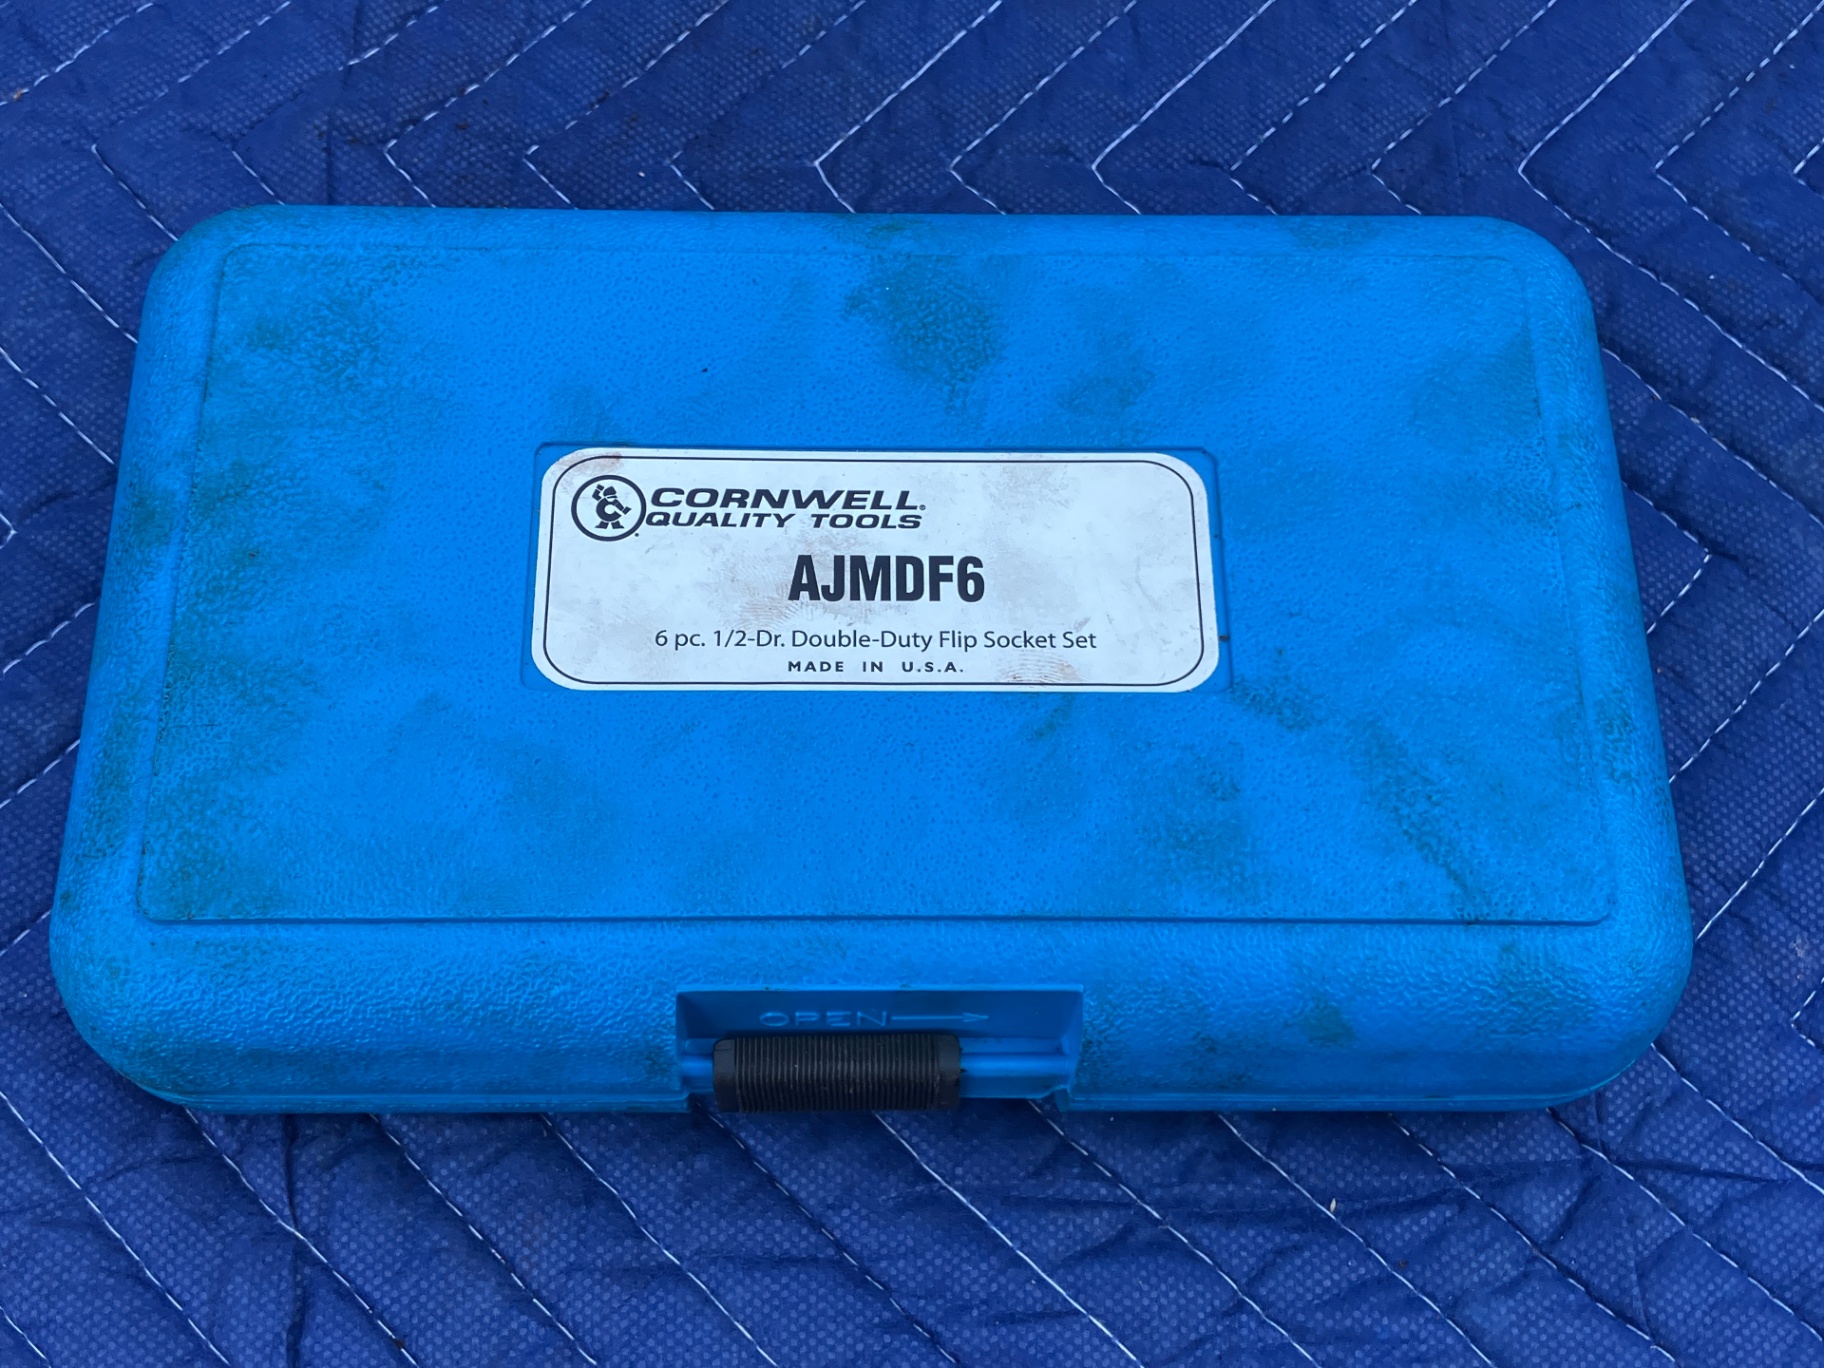 CORNWELL®
QUALITY TOOLS
AJMDF6
6 pc. 1/2-Dr. Double-Duty Flip Socket Set
MADE IN U.S.A.
OPEN